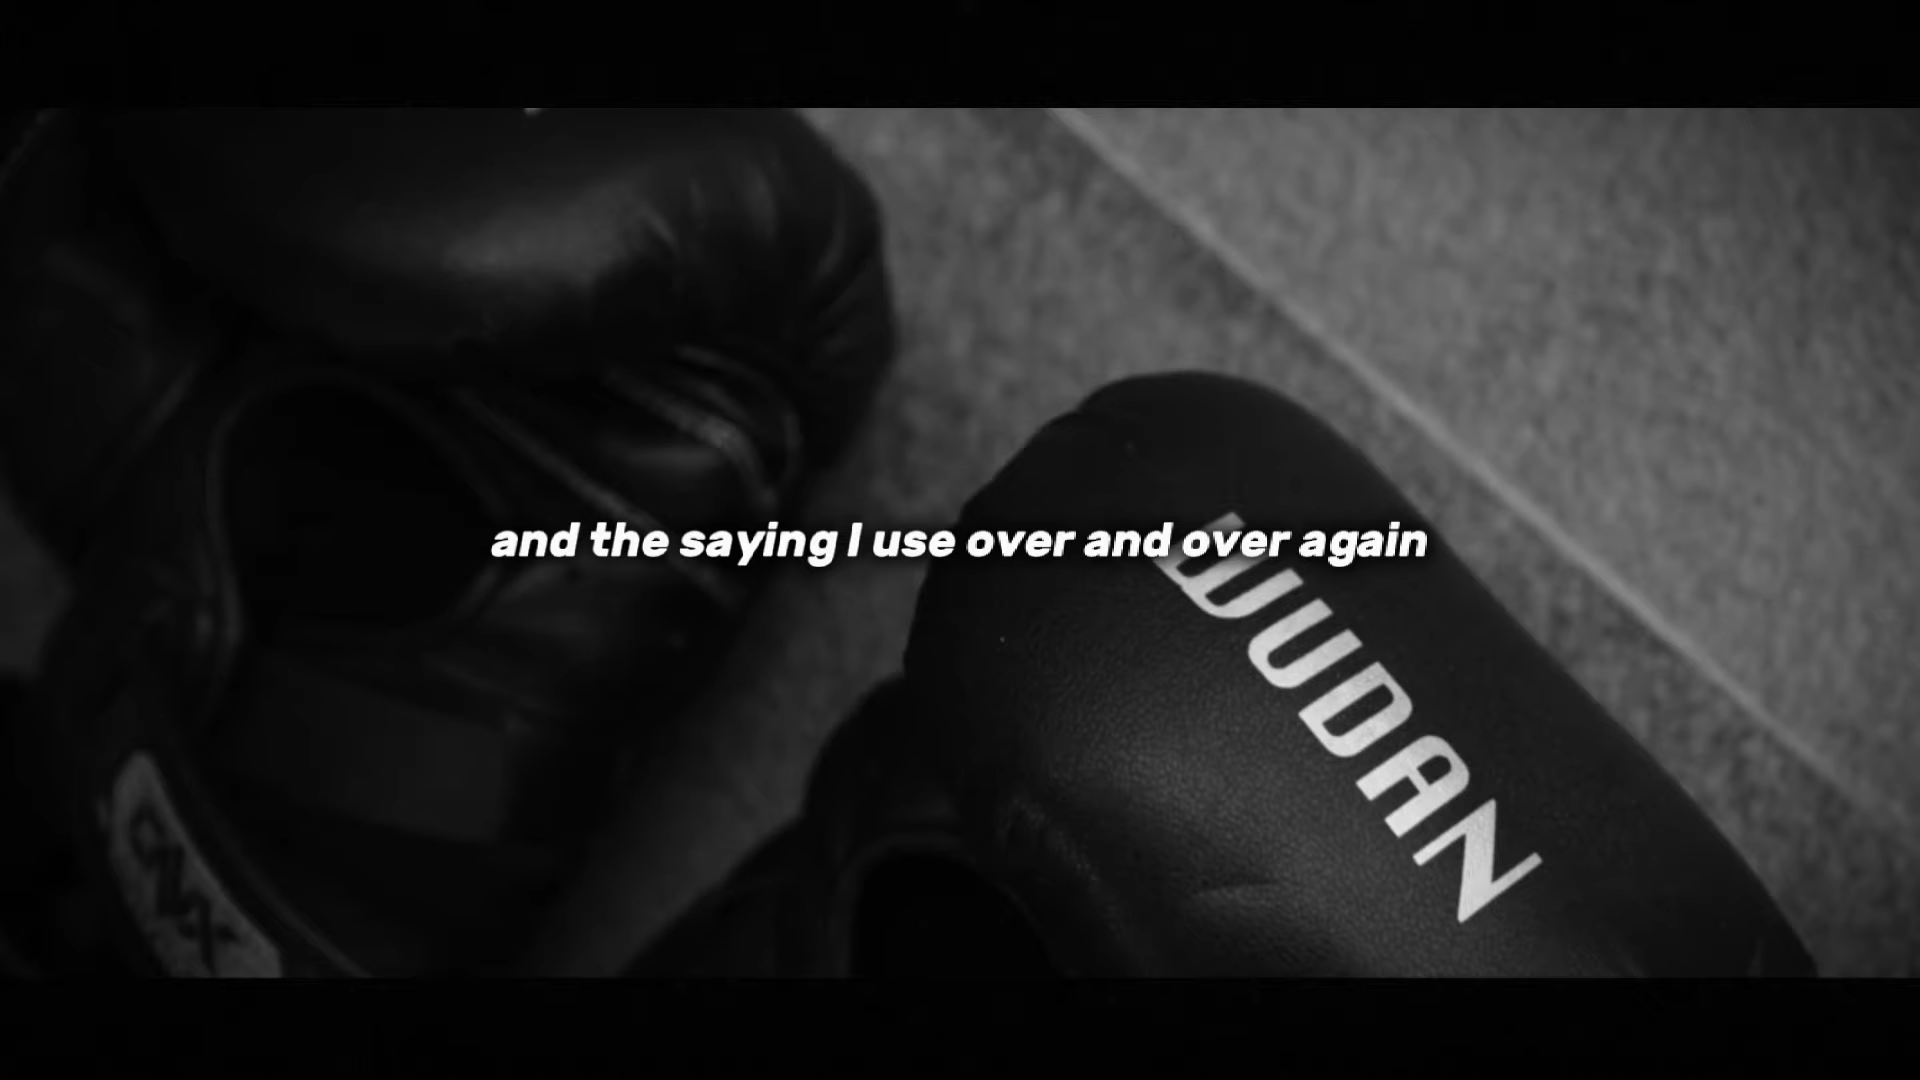 and the saying I use over and over again
WUDAN